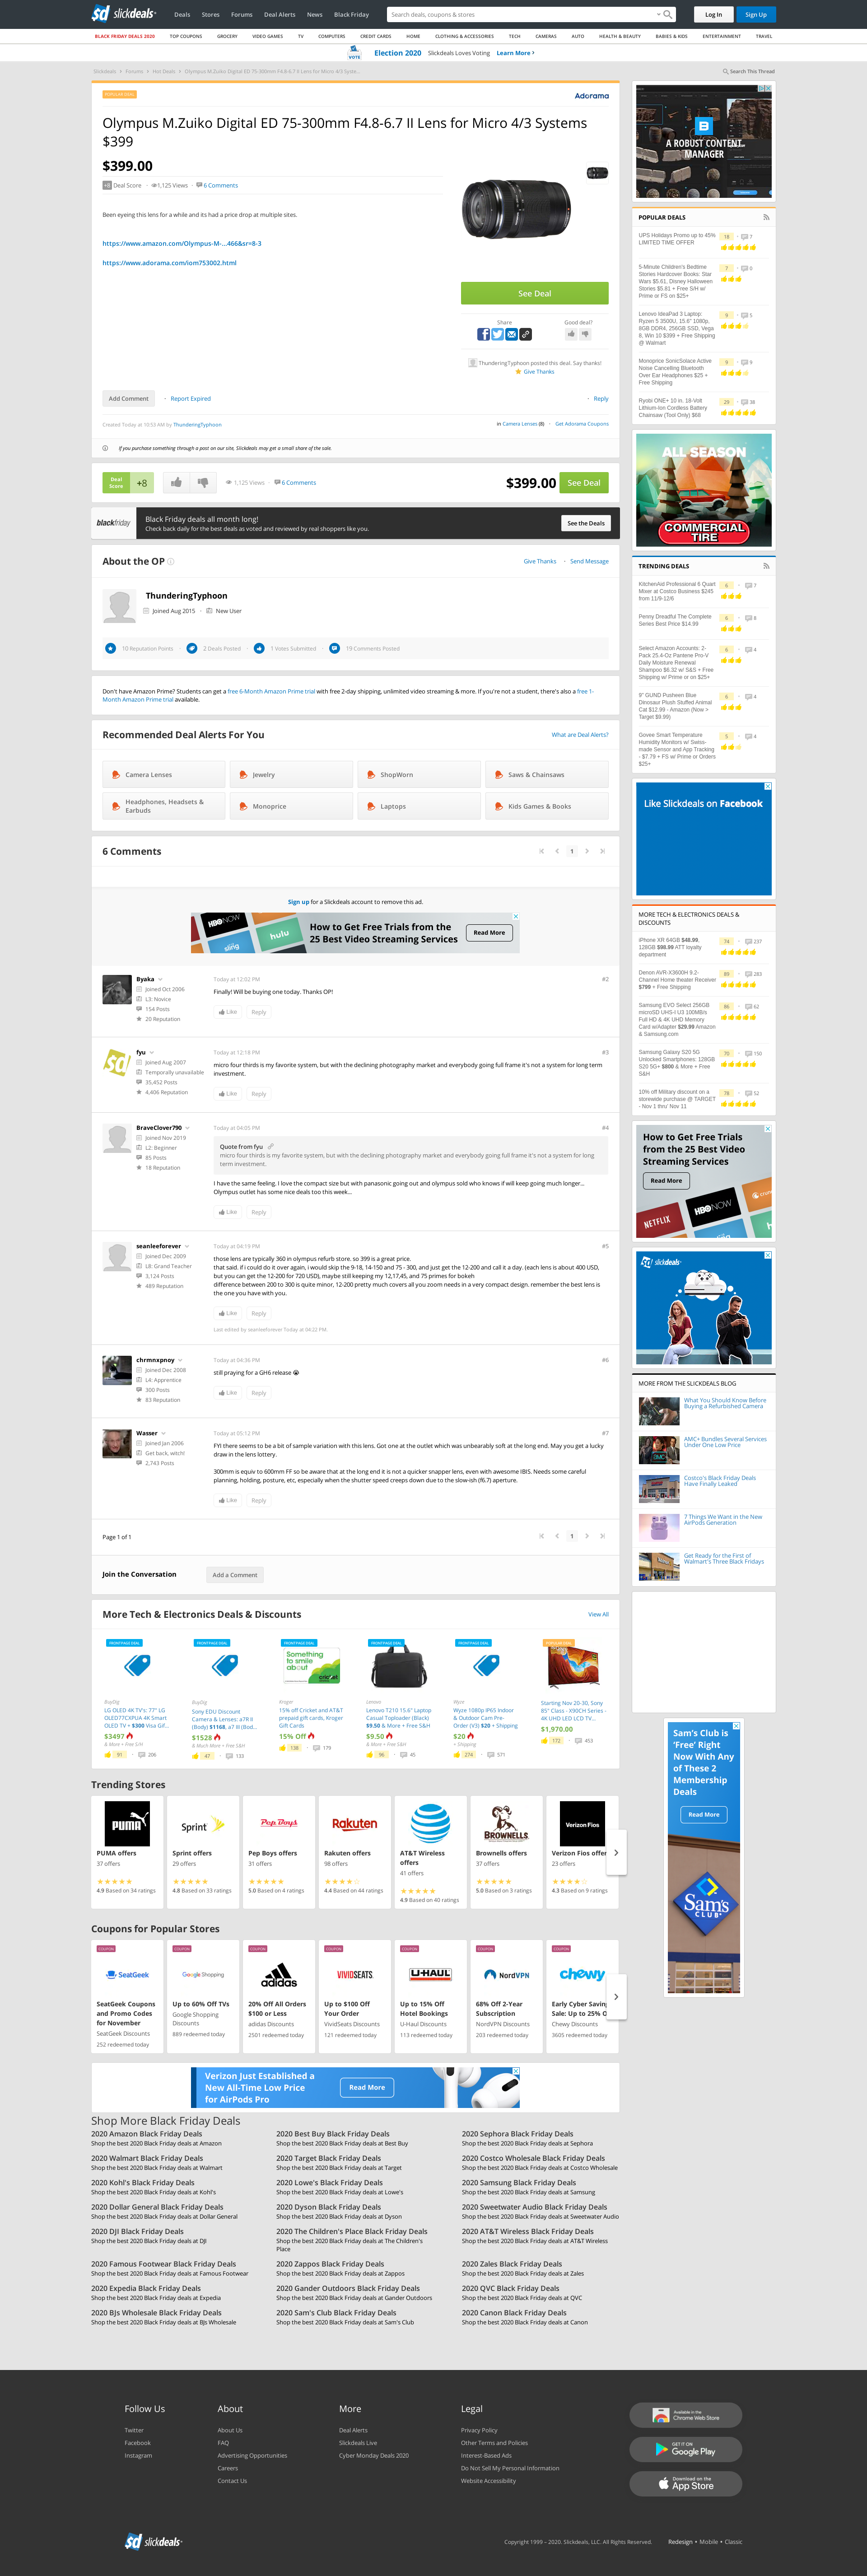 sd slickdeals
Deals Stores Forums Deal Alerts News Black Friday
Search deals, coupons & stores
Log In
Sign Up
BLACK FRIDAY DEALS 2020 TOP COUPONS GROCERY VIDEO GAMES TV COMPUTERS CREDIT CARDS HOME CLOTHING & ACCESSORIES TECH CAMERAS AUTO HEALTH & BEAUTY BABIES & KIDS ENTERTAINMENT TRAVEL
VOTE Election 2020 Slickdeals Loves Voting Learn More
Slickdeals Forums Hot Deals Olympus M.Zuiko Digital ED 75-300mm F4.8-6.7 II Lens for Micro 4/3 Syste...
Search This Thread
POPULAR DEAL
Adorama
Olympus M.Zuiko Digital ED 75-300mm F4.8-6.7 II Lens for Micro 4/3 Systems
$399
$399.00
+8 Deal Score 1,125 Views 6 Comments
Been eyeing this lens for a while and its had a price drop at multiple sites.
https://www.amazon.com/Olympus-M-...466&sr=8-3
https://www.adorama.com/iom753002.html
See Deal
Share
Good deal?
ThunderingTyphoon posted this deal. Say thanks!
Give Thanks
Add Comment Report Expired
Reply
Created Today at 10:53 AM by ThunderingTyphoon
in Camera Lenses (8) Get Adorama Coupons
If you purchase something through a post on our site, Slickdeals may get a small share of the sale.
Deal Score +8
1,125 Views 6 Comments
$399.00 See Deal
blackfriday
Black Friday deals all month long!
Check back daily for the best deals as voted and reviewed by real shoppers like you.
See the Deals
About the OP
Give Thanks Send Message
ThunderingTyphoon
Joined Aug 2015 New User
10 Reputation Points 2 Deals Posted 1 Votes Submitted 19 Comments Posted
Don't have Amazon Prime? Students can get a free 6-Month Amazon Prime trial with free 2-day shipping, unlimited video streaming & more. If you're not a student, there's also a free 1-
Month Amazon Prime trial available.
Recommended Deal Alerts For You
What are Deal Alerts?
Camera Lenses
Jewelry
ShopWorn
Saws & Chainsaws
Headphones, Headsets & Earbuds
Monoprice
Laptops
Kids Games & Books
6 Comments
1
Sign up for a Slickdeals account to remove this ad.
HBO NOW
sling
hulu
How to Get Free Trials from the
25 Best Video Streaming Services
Read More
Byaka
Joined Oct 2006
L3: Novice
154 Posts
20 Reputation
Today at 12:02 PM
#2
Finally! Will be buying one today. Thanks OP!
Like Reply
fyu
Joined Aug 2007
Temporally unavailable
35,452 Posts
4,406 Reputation
Today at 12:18 PM
#3
micro four thirds is my favorite system, but with the declining photography market and everybody going full frame it's not a system for long term
investment.
Like Reply
BraveClover790
Joined Nov 2019
L2: Beginner
85 Posts
18 Reputation
Today at 04:05 PM
#4
Quote from fyu
micro four thirds is my favorite system, but with the declining photography market and everybody going full frame it's not a system for long
term investment.
I have the same feeling. I love the compact size but with panasonic going out and olympus sold who knows if will keep going much longer...
Olympus outlet has some nice deals too this week...
Like Reply
seanleeforever
Joined Dec 2009
L8: Grand Teacher
3,124 Posts
489 Reputation
Today at 04:19 PM
#5
those lens are typically 360 in olympus refurb store. so 399 is a great price.
that said. if i could do it over again, i would skip the 9-18, 14-150 and 75 - 300, and just get the 12-200 and call it a day. (each lens is about 400 USD,
but you can get the 12-200 for 720 USD), maybe still keeping my 12,17,45, and 75 primes for bokeh
difference between 200 to 300 is quite minor, 12-200 pretty much covers all you zoom needs in a very compact design. remember the best lens is
the one you have with you.
Like Reply
Last edited by seanleeforever Today at 04:22 PM.
chrmnxpnoy
Joined Dec 2008
L4: Apprentice
300 Posts
83 Reputation
Today at 04:36 PM
#6
still praying for a GH6 release 😭
Like Reply
Wasser
Joined Jan 2006
Get back, witch!
2,743 Posts
Today at 05:12 PM
#7
FYI there seems to be a bit of sample variation with this lens. Got one at the outlet which was unbearably soft at the long end. May you get a lucky
draw in the lens lottery.
300mm is equiv to 600mm FF so be aware that at the long end it is not a quicker snapper lens, even with awesome IBIS. Needs some careful
planning, holding, posture, etc, especially when the shutter speed creeps down due to the slow-ish (f6.7) aperture.
Like Reply
Page 1 of 1
1
Join the Conversation
Add a Comment
More Tech & Electronics Deals & Discounts
View All
FRONTPAGE DEAL
BuyDig
LG OLED 4K TV's: 77" LG OLED77CXPUA 4K Smart OLED TV + $300 Visa Gif...
$3497
& More + Free S/H
91 206
FRONTPAGE DEAL
BuyDig
Sony EDU Discount Camera & Lenses: a7R II (Body) $1168, a7 III (Bod...
$1528
& Much More + Free S&H
47 133
FRONTPAGE DEAL
Something to smile about
cricket
Kroger
15% off Cricket and AT&T prepaid gift cards, Kroger Gift Cards
15% Off
138 179
FRONTPAGE DEAL
Lenovo
Lenovo T210 15.6" Laptop Casual Toploader (Black) $9.50 & More + Free S&H
$9.50
& More + Free S&H
96 45
FRONTPAGE DEAL
Wyze
Wyze 1080p IP65 Indoor & Outdoor Cam Pre-Order (V3) $20 + Shipping
$20
+ Shipping
274 571
POPULAR DEAL
Starting Nov 20-30, Sony 85" Class - X90CH Series - 4K UHD LED LCD TV...
$1,970.00
172 453
Trending Stores
PUMA
PUMA offers
37 offers
4.9 Based on 34 ratings
Sprint
Sprint offers
29 offers
4.8 Based on 33 ratings
Pep Boys
Pep Boys offers
31 offers
5.0 Based on 4 ratings
Rakuten
Rakuten offers
98 offers
4.4 Based on 44 ratings
AT&T
AT&T Wireless offers
41 offers
4.9 Based on 40 ratings
BROWNELLS
Brownells offers
37 offers
5.0 Based on 3 ratings
Verizon Fios
Verizon Fios offer
23 offers
4.3 Based on 9 ratings
Coupons for Popular Stores
COUPON
SeatGeek
SeatGeek Coupons and Promo Codes for November
SeatGeek Discounts
252 redeemed today
COUPON
Google Shopping
Up to 60% Off TVs
Google Shopping Discounts
889 redeemed today
COUPON
adidas
20% Off All Orders $100 or Less
adidas Discounts
2501 redeemed today
COUPON
VIVIDSEATS
Up to $100 Off Your Order
VividSeats Discounts
121 redeemed today
COUPON
U-HAUL
Up to 15% Off Hotel Bookings
U-Haul Discounts
113 redeemed today
COUPON
NordVPN
68% Off 2-Year Subscription
NordVPN Discounts
203 redeemed today
COUPON
chewy
Early Cyber Saving Sale: Up to 25% O
Chewy Discounts
3605 redeemed today
Verizon Just Established a
New All-Time Low Price
for AirPods Pro
Read More
Shop More Black Friday Deals
2020 Amazon Black Friday Deals
Shop the best 2020 Black Friday deals at Amazon
2020 Best Buy Black Friday Deals
Shop the best 2020 Black Friday deals at Best Buy
2020 Sephora Black Friday Deals
Shop the best 2020 Black Friday deals at Sephora
2020 Walmart Black Friday Deals
Shop the best 2020 Black Friday deals at Walmart
2020 Target Black Friday Deals
Shop the best 2020 Black Friday deals at Target
2020 Costco Wholesale Black Friday Deals
Shop the best 2020 Black Friday deals at Costco Wholesale
2020 Kohl's Black Friday Deals
Shop the best 2020 Black Friday deals at Kohl's
2020 Lowe's Black Friday Deals
Shop the best 2020 Black Friday deals at Lowe's
2020 Samsung Black Friday Deals
Shop the best 2020 Black Friday deals at Samsung
2020 Dollar General Black Friday Deals
Shop the best 2020 Black Friday deals at Dollar General
2020 Dyson Black Friday Deals
Shop the best 2020 Black Friday deals at Dyson
2020 Sweetwater Audio Black Friday Deals
Shop the best 2020 Black Friday deals at Sweetwater Audio
2020 DJI Black Friday Deals
Shop the best 2020 Black Friday deals at DJI
2020 The Children's Place Black Friday Deals
Shop the best 2020 Black Friday deals at The Children's
Place
2020 AT&T Wireless Black Friday Deals
Shop the best 2020 Black Friday deals at AT&T Wireless
2020 Famous Footwear Black Friday Deals
Shop the best 2020 Black Friday deals at Famous Footwear
2020 Zappos Black Friday Deals
Shop the best 2020 Black Friday deals at Zappos
2020 Zales Black Friday Deals
Shop the best 2020 Black Friday deals at Zales
2020 Expedia Black Friday Deals
Shop the best 2020 Black Friday deals at Expedia
2020 Gander Outdoors Black Friday Deals
Shop the best 2020 Black Friday deals at Gander Outdoors
2020 QVC Black Friday Deals
Shop the best 2020 Black Friday deals at QVC
2020 BJs Wholesale Black Friday Deals
Shop the best 2020 Black Friday deals at BJs Wholesale
2020 Sam's Club Black Friday Deals
Shop the best 2020 Black Friday deals at Sam's Club
2020 Canon Black Friday Deals
Shop the best 2020 Black Friday deals at Canon
A ROBUST CONTENT
MANAGER
POPULAR DEALS
UPS Holidays Promo up to 45% LIMITED TIME OFFER
18 7
5-Minute Children's Bedtime Stories Hardcover Books: Star Wars $5.61, Disney Halloween Stories $5.81 + Free S/H w/ Prime or FS on $25+
7 0
Lenovo IdeaPad 3 Laptop: Ryzen 5 3500U, 15.6" 1080p, 8GB DDR4, 256GB SSD, Vega 8, Win 10 $399 + Free Shipping @ Walmart
9 5
Monoprice SonicSolace Active Noise Cancelling Bluetooth Over Ear Headphones $25 + Free Shipping
9 9
Ryobi ONE+ 10 in. 18-Volt Lithium-Ion Cordless Battery Chainsaw (Tool Only) $66
29 38
ALL SEASON
COMMERCIAL
TIRE
TRENDING DEALS
KitchenAid Professional 6 Quart Mixer at Costco Business $245 from 11/9-12/6
6 7
Penny Dreadful The Complete Series Best Price $14.99
6 8
Select Amazon Accounts: 2-Pack 25.4-Oz Pantene Pro-V Daily Moisture Renewal Shampoo $6.32 w/ S&S + Free Shipping w/ Prime or on $25+
6 4
9" GUND Pusheen Blue Dinosaur Plush Stuffed Animal Cat $12.99 - Amazon (Now > Target $9.99)
6 4
Govee Smart Temperature Humidity Monitors w/ Swiss-made Sensor and App Tracking - $7.79 + FS w/ Prime or Orders $25+
5 4
Like Slickdeals on Facebook
MORE TECH & ELECTRONICS DEALS &
DISCOUNTS
iPhone XR 64GB $48.99, 128GB $98.99 ATT loyalty department
74 237
Denon AVR-X3600H 9.2-Channel Home theater Receiver $799 + Free Shipping
89 283
Samsung EVO Select 256GB microSD UHS-I U3 100MB/s Full HD & 4K UHD Memory Card w/Adapter $29.99 Amazon & Samsung.com
86 62
Samsung Galaxy S20 5G Unlocked Smartphones: 128GB S20 5G+ $800 & More + Free S&H
70 150
10% off Military discount on a storewide purchase @ TARGET - Nov 1 thru' Nov 11
78 52
How to Get Free Trials
from the 25 Best Video
Streaming Services
Read More
NETFLIX
HBO NOW
sd slickdeals
MORE FROM THE SLICKDEALS BLOG
What You Should Know Before Buying a Refurbished Camera
AMC+ Bundles Several Services Under One Low Price
Costco's Black Friday Deals Have Finally Leaked
7 Things We Want in the New AirPods Generation
Get Ready for the First of Walmart's Three Black Fridays
Sam's Club is
'Free' Right
Now With Any
of These 2
Membership
Deals
Read More
Sam's
CLUB
Follow Us
Twitter
Facebook
Instagram
About
About Us
FAQ
Advertising Opportunities
Careers
Contact Us
More
Deal Alerts
Slickdeals Live
Cyber Monday Deals 2020
Legal
Privacy Policy
Other Terms and Policies
Interest-Based Ads
Do Not Sell My Personal Information
Website Accessibility
Available in the
Chrome Web Store
GET IT ON
Google Play
Download on the
App Store
sd slickdeals
Copyright 1999 - 2020. Slickdeals, LLC. All Rights Reserved. Redesign • Mobile • Classic